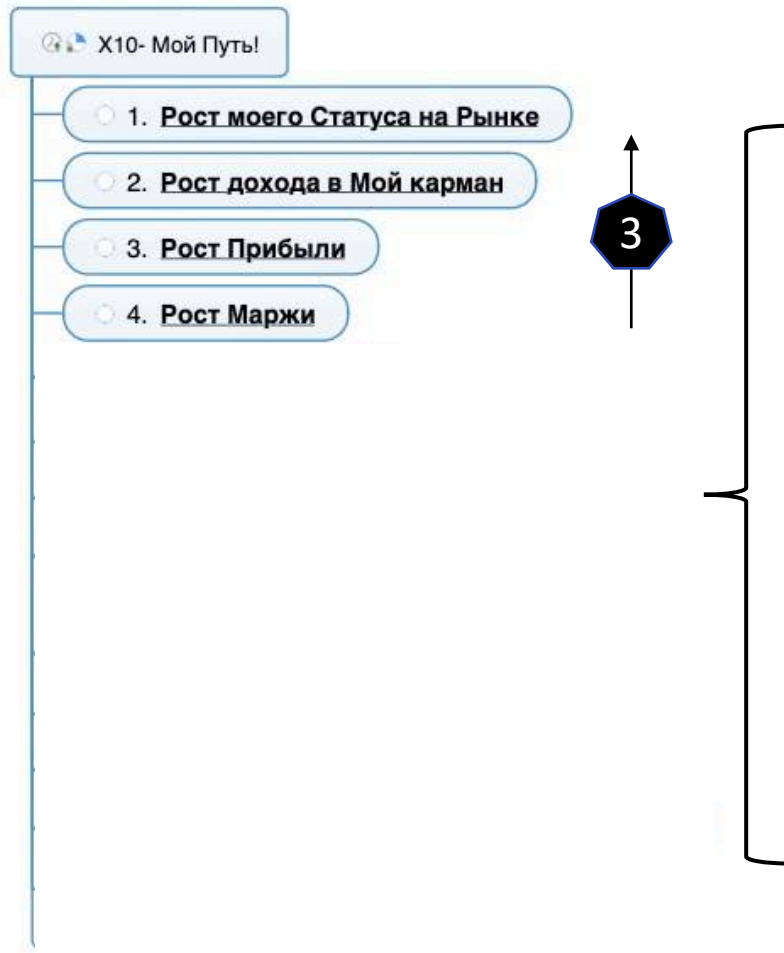 X10- Мой Путь!
1. Рост моего Статуса на Рынке
2. Рост дохода в Мой карман
3. Рост Прибыли
4. Рост Маржи
3